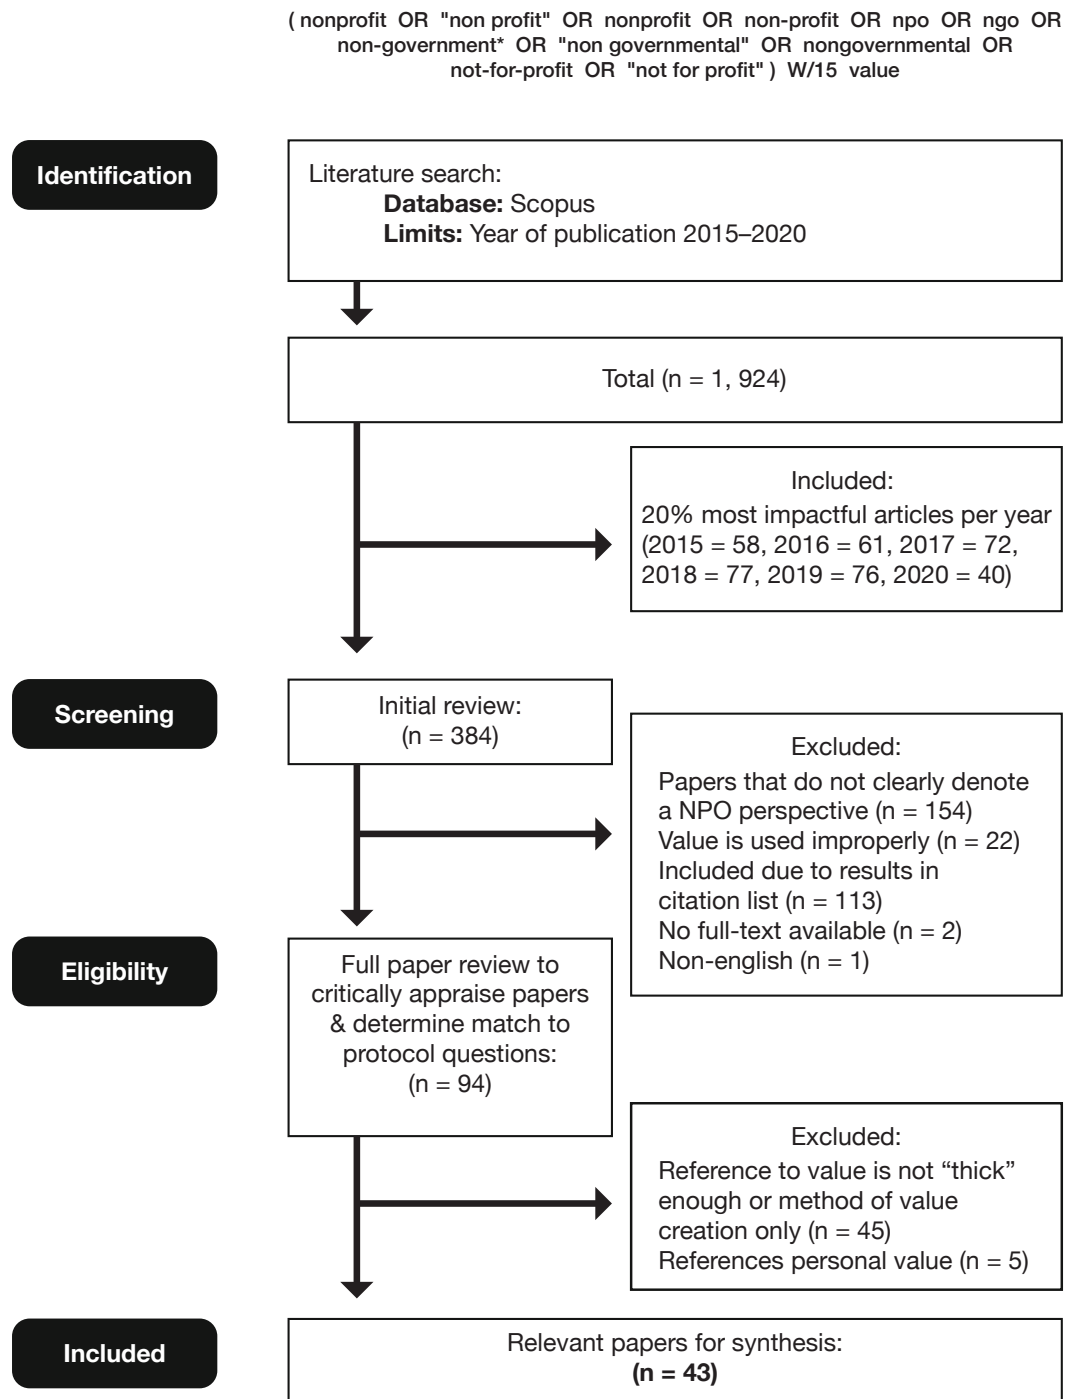 ( nonprofit OR "non profit" OR nonprofit OR non-profit OR npo OR ngo OR
non-government* OR "non governmental" OR nongovernmental OR
not-for-profit OR "not for profit" ) W/15 value
Identification
Literature search:
Database: Scopus
Limits: Year of publication 2015–2020
Total (n = 1, 924)
Included:
20% most impactful articles per year
(2015 = 58, 2016 = 61, 2017 = 72,
2018 = 77, 2019 = 76, 2020 = 40)
Screening
Initial review:
(n = 384)
Excluded:
Papers that do not clearly denote
a NPO perspective (n = 154)
Value is used improperly (n = 22)
Included due to results in
citation list (n = 113)
No full-text available (n = 2)
Non-english (n = 1)
Eligibility
Full paper review to
critically appraise papers
& determine match to
protocol questions:
(n = 94)
Excluded:
Reference to value is not “thick”
enough or method of value
creation only (n = 45)
References personal value (n = 5)
Included
Relevant papers for synthesis:
(n = 43)